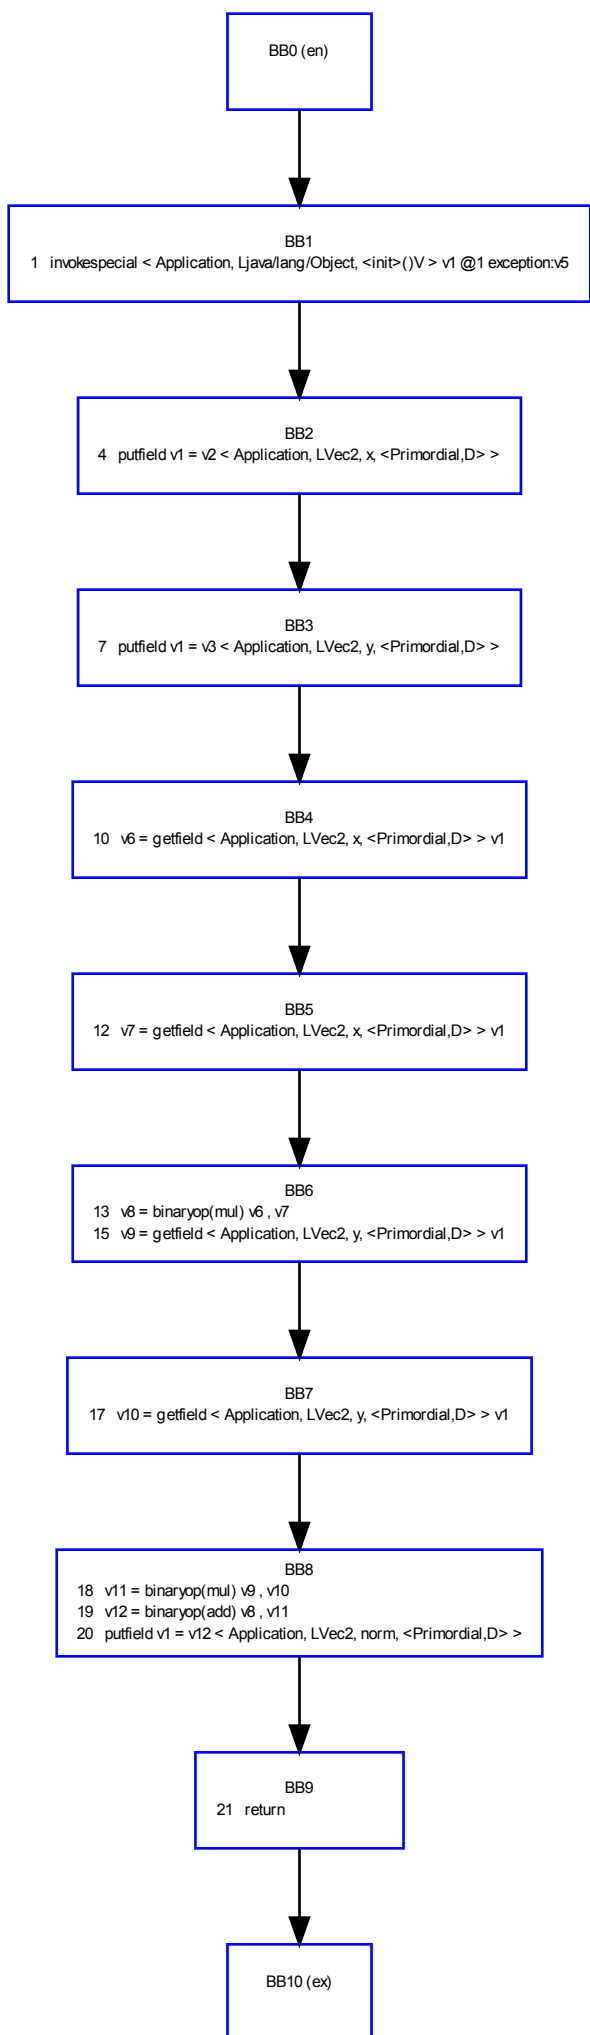 BB0 (en)
BB1
1 invokespecial < Application, Ljava/lang/Object, <init>()V > v1 @1 exception:v5
BB2
4 putfield v1 = v2 < Application, LVec2, x, <Primordial,D> >
BB3
7 putfield v1 = v3 < Application, LVec2, y, <Primordial,D> >
BB4
10 v6 = getfield < Application, LVec2, x, <Primordial,D> > v1
BB5
12 v7 = getfield < Application, LVec2, x, <Primordial,D> > v1
BB6
13 v8 = binaryop(mul) v6 , v7
15 v9 = getfield < Application, LVec2, y, <Primordial,D> > v1
BB7
17 v10 = getfield < Application, LVec2, y, <Primordial,D> > v1
BB8
18 v11 = binaryop(mul) v9 , v10
19 v12 = binaryop(add) v8 , v11
20 putfield v1 = v12 < Application, LVec2, norm, <Primordial,D> >
BB9
21 return
BB10 (ex)